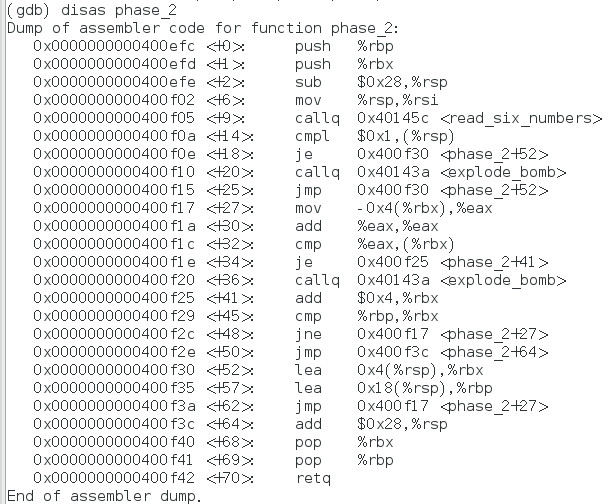 (gdb) disas phase_2
Dump of assembler code for function phase_2:
   0x0000000000400efc <+0>:     push   %rbp
   0x0000000000400efd <+1>:     push   %rbx
   0x0000000000400efe <+2>:     sub    $0x28,%rsp
   0x0000000000400f02 <+6>:     mov    %rsp,%rsi
   0x0000000000400f05 <+9>:     callq  0x40145c <read_six_numbers>
   0x0000000000400f0a <+14>:    cmpl   $0x1,(%rsp)
   0x0000000000400f0e <+18>:    je     0x400f30 <phase_2+52>
   0x0000000000400f10 <+20>:    callq  0x40143a <explode_bomb>
   0x0000000000400f15 <+25>:    jmp    0x400f30 <phase_2+52>
   0x0000000000400f17 <+27>:    mov    -0x4(%rbx),%eax
   0x0000000000400f1a <+30>:    add    %eax,%eax
   0x0000000000400f1c <+32>:    cmp    %eax,(%rbx)
   0x0000000000400f1e <+34>:    je     0x400f25 <phase_2+41>
   0x0000000000400f20 <+36>:    callq  0x40143a <explode_bomb>
   0x0000000000400f25 <+41>:    add    $0x4,%rbx
   0x0000000000400f29 <+45>:    cmp    %rbp,%rbx
   0x0000000000400f2c <+48>:    jne    0x400f17 <phase_2+27>
   0x0000000000400f2e <+50>:    jmp    0x400f3c <phase_2+64>
   0x0000000000400f30 <+52>:    lea    0x4(%rsp),%rbx
   0x0000000000400f35 <+57>:    lea    0x18(%rsp),%rbp
   0x0000000000400f3a <+62>:    jmp    0x400f17 <phase_2+27>
   0x0000000000400f3c <+64>:    add    $0x28,%rsp
   0x0000000000400f40 <+68>:    pop    %rbx
   0x0000000000400f41 <+69>:    pop    %rbp
   0x0000000000400f42 <+70>:    retq
End of assembler dump.